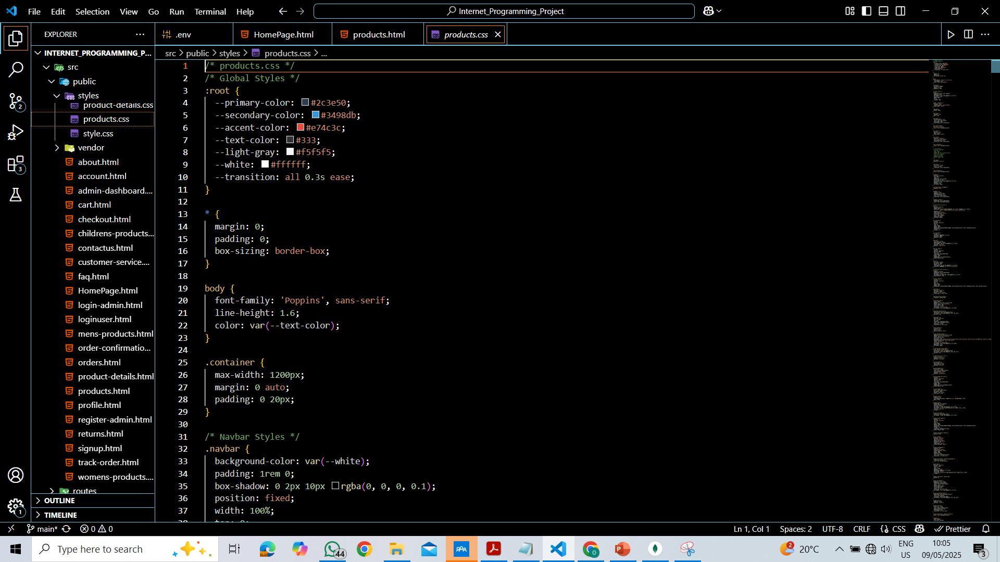 File Edit Selection View Go Run Terminal Help
Internet_Programming_Project
EXPLORER
.env
HomePage.html
products.html
products.css
INTERNET_PROGRAMMING_P...
src
public
styles
product-details.css
products.css
style.css
vendor
about.html
account.html
admin-dashboard....
cart.html
checkout.html
childrens-products...
contactus.html
customer-service....
faq.html
HomePage.html
login-admin.html
loginuser.html
mens-products.html
order-confirmatio...
orders.html
product-details.html
products.html
profile.html
register-admin.html
returns.html
signup.html
track-order.html
womens-products....
routes
OUTLINE
TIMELINE
2
3
1
src > public > styles > products.css > ...
1 /* products.css */
2 /* Global Styles */
3 :root {
4 --primary-color: #2c3e50;
5 --secondary-color: #3498db;
6 --accent-color: #e74c3c;
7 --text-color: #333;
8 --light-gray: #f5f5f5;
9 --white: #ffffff;
10 --transition: all 0.3s ease;
11 }
12
13 * {
14 margin: 0;
15 padding: 0;
16 box-sizing: border-box;
17 }
18
19 body {
20 font-family: 'Poppins', sans-serif;
21 line-height: 1.6;
22 color: var(--text-color);
23 }
24
25 .container {
26 max-width: 1200px;
27 margin: 0 auto;
28 padding: 0 20px;
29 }
30
31 /* Navbar Styles */
32 .navbar {
33 background-color: var(--white);
34 padding: 1rem 0;
35 box-shadow: 0 2px 10px rgba(0, 0, 0, 0.1);
36 position: fixed;
37 width: 100%;
38 top: 0;
main* 0 0
Ln 1, Col 1 Spaces: 2 UTF-8 CRLF {} CSS Prettier
Type here to search
44
2 20°C
ENG
US
10:05
09/05/2025
3